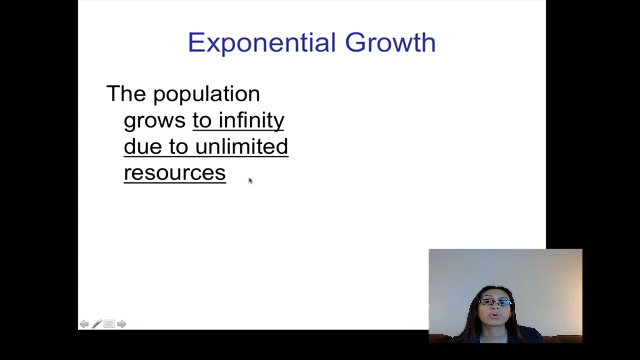 Exponential Growth
The population
grows to infinity
due to unlimited
resources